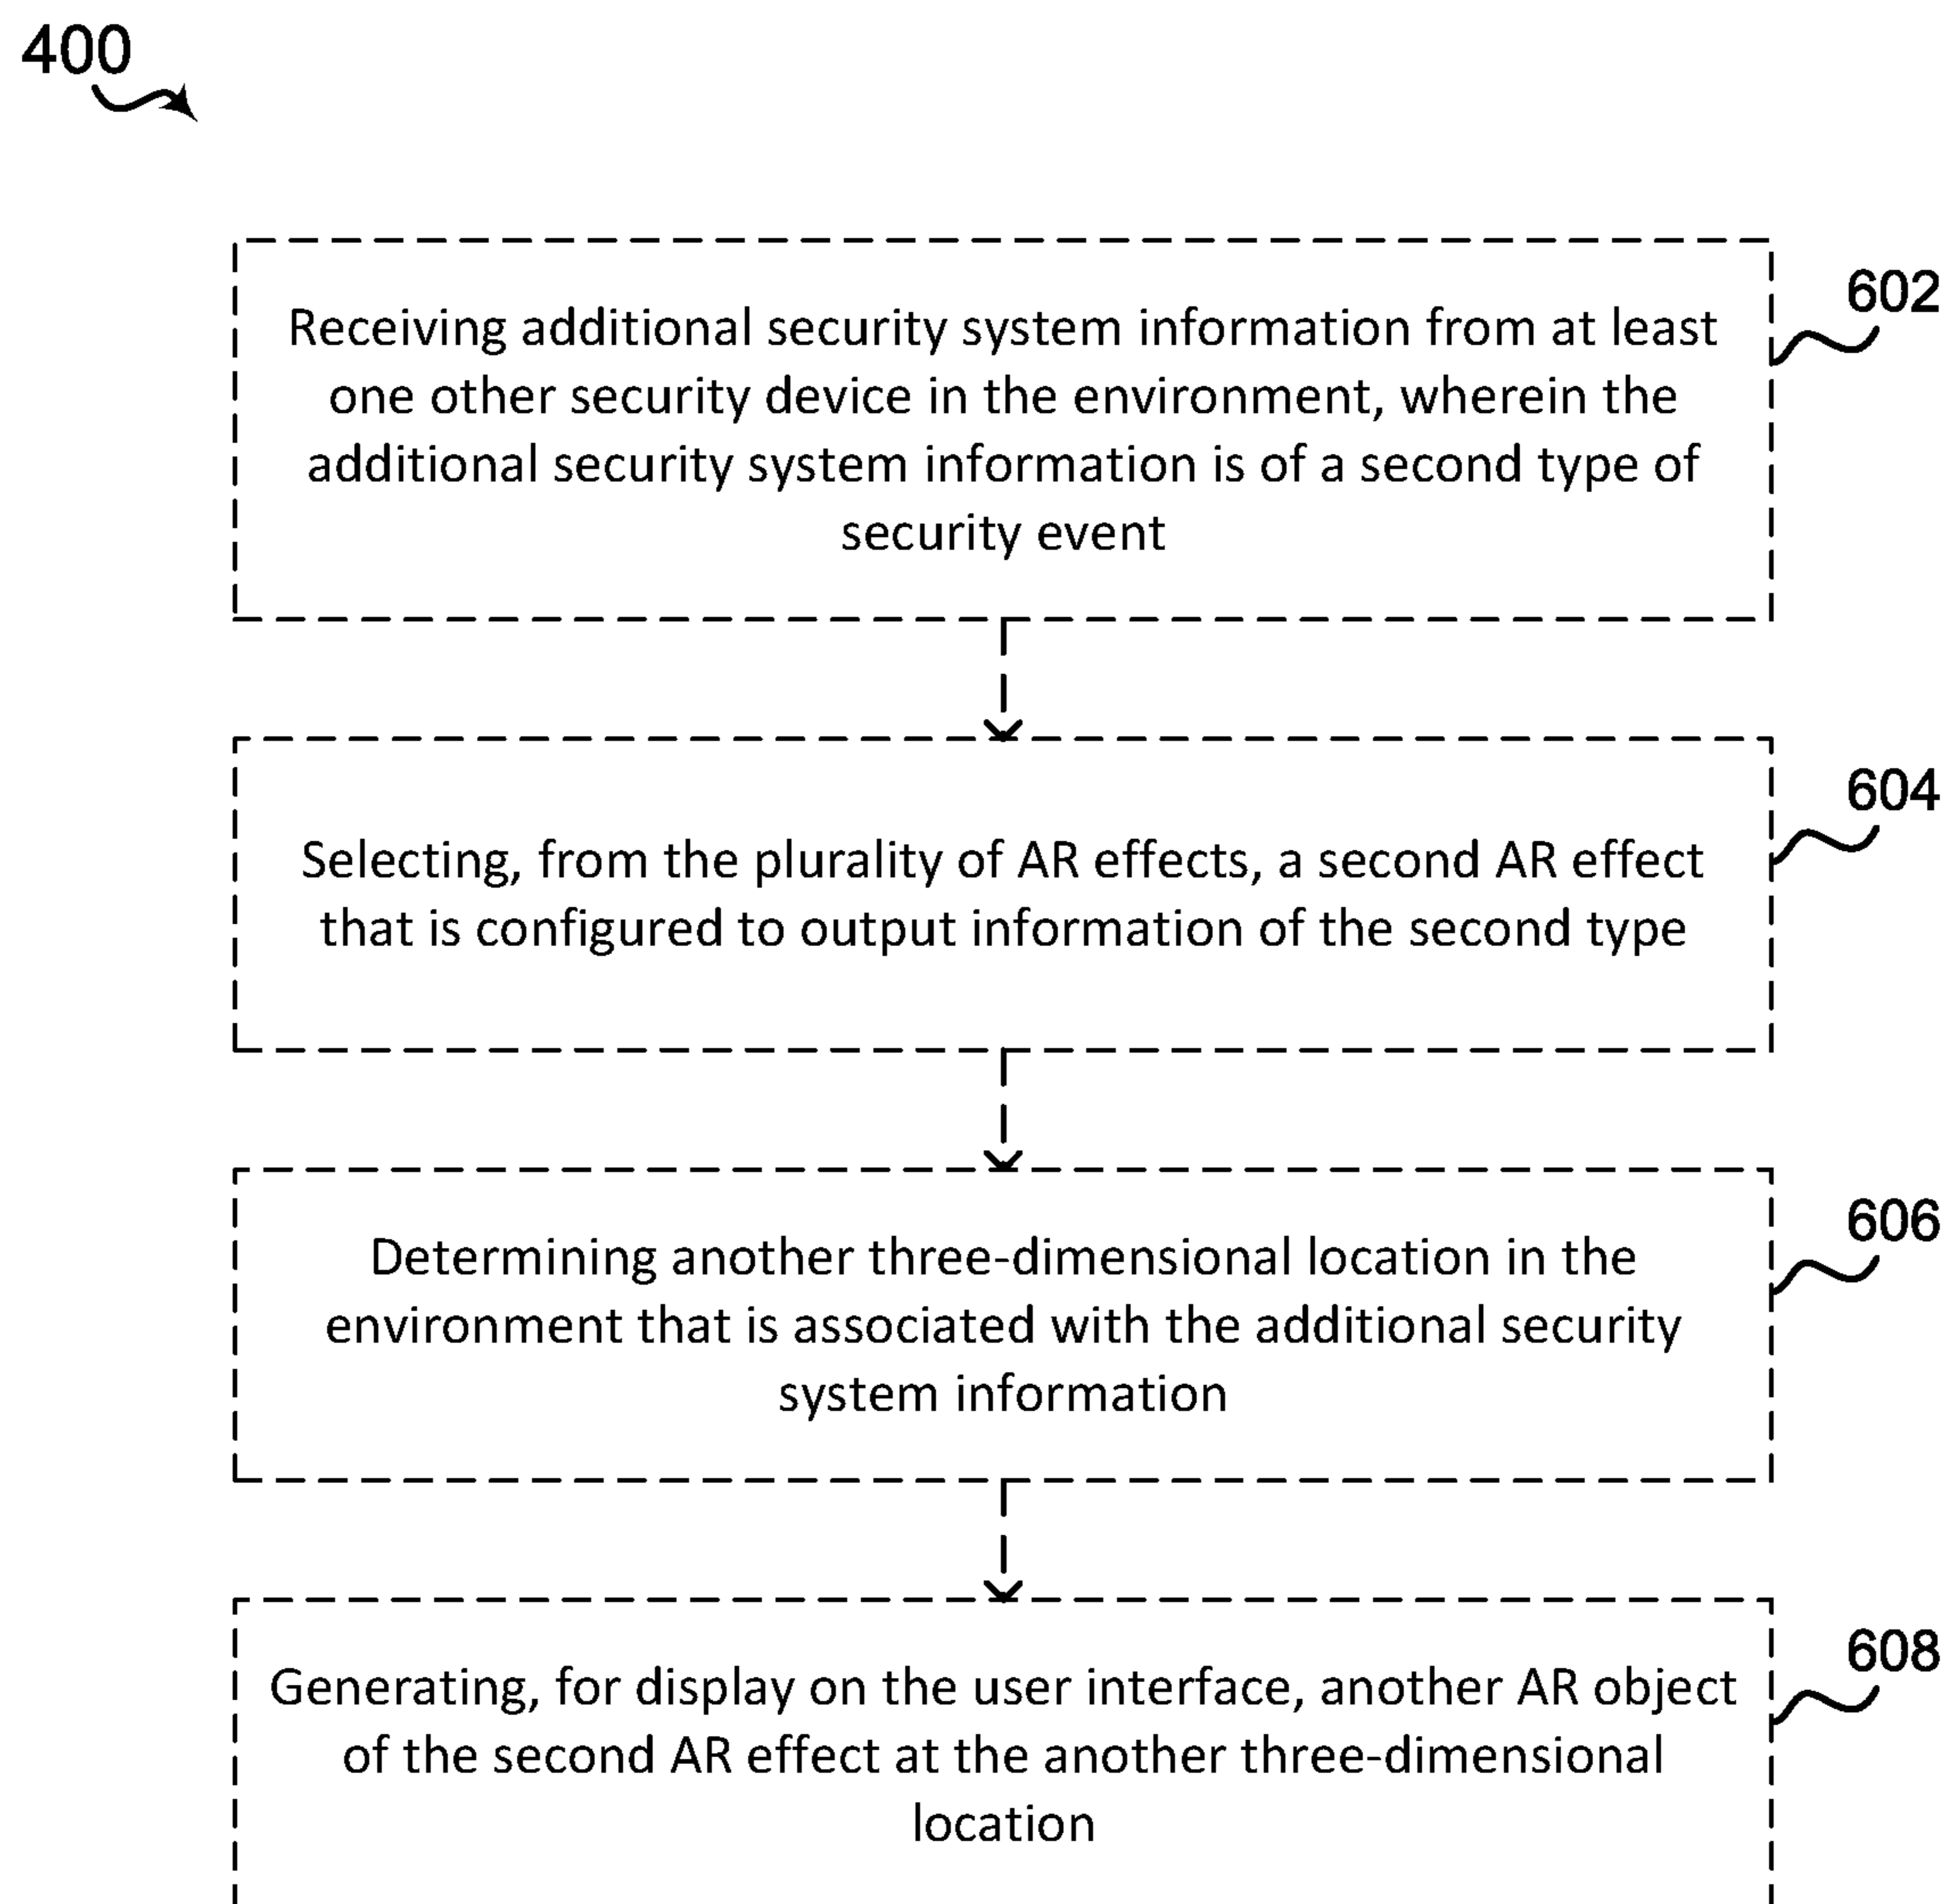 400
Receiving additional security system information from at least
one other security device in the environment, wherein the
additional security system information is of a second type of
security event
602
Selecting, from the plurality of AR effects, a second AR effect
that is configured to output information of the second type
604
Determining another three-dimensional location in the
environment that is associated with the additional security
system information
606
Generating, for display on the user interface, another AR object
of the second AR effect at the another three-dimensional
location
608